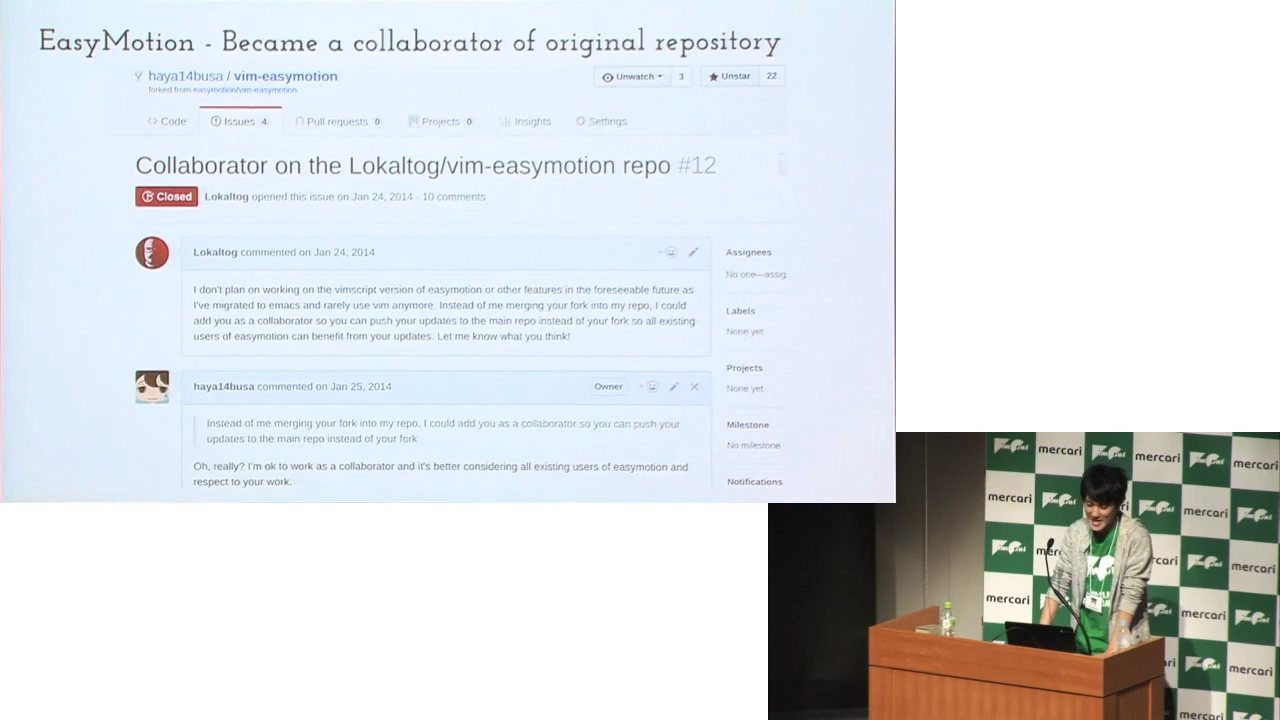 EasyMotion - Became a collaborator of original repository
haya14busa / vim-easymotion
forked from easymotion/vim-easymotion
Unwatch 3
Unstar 22
Code
Issues 4
Pull requests 0
Projects 0
Insights
Settings
Collaborator on the Lokaltog/vim-easymotion repo #12
Closed
Lokaltog opened this issue on Jan 24, 2014 · 10 comments
Lokaltog commented on Jan 24, 2014
I don't plan on working on the vimscript version of easymotion or other features in the foreseeable future as
I've migrated to emacs and rarely use vim anymore. Instead of me merging your fork into my repo, I could
add you as a collaborator so you can push your updates to the main repo instead of your fork so all existing
users of easymotion can benefit from your updates. Let me know what you think!
Assignees
No one—assig
Labels
None yet
Projects
None yet
Milestone
No milestone
Notifications
haya14busa commented on Jan 25, 2014
Owner
Instead of me merging your fork into my repo, I could add you as a collaborator so you can push your
updates to the main repo instead of your fork
Oh, really? I'm ok to work as a collaborator and it's better considering all existing users of easymotion and
respect to your work.
mercari
mercari
mercari
mercari
mercari
mercari
mercari
mercari
mercari
mercari